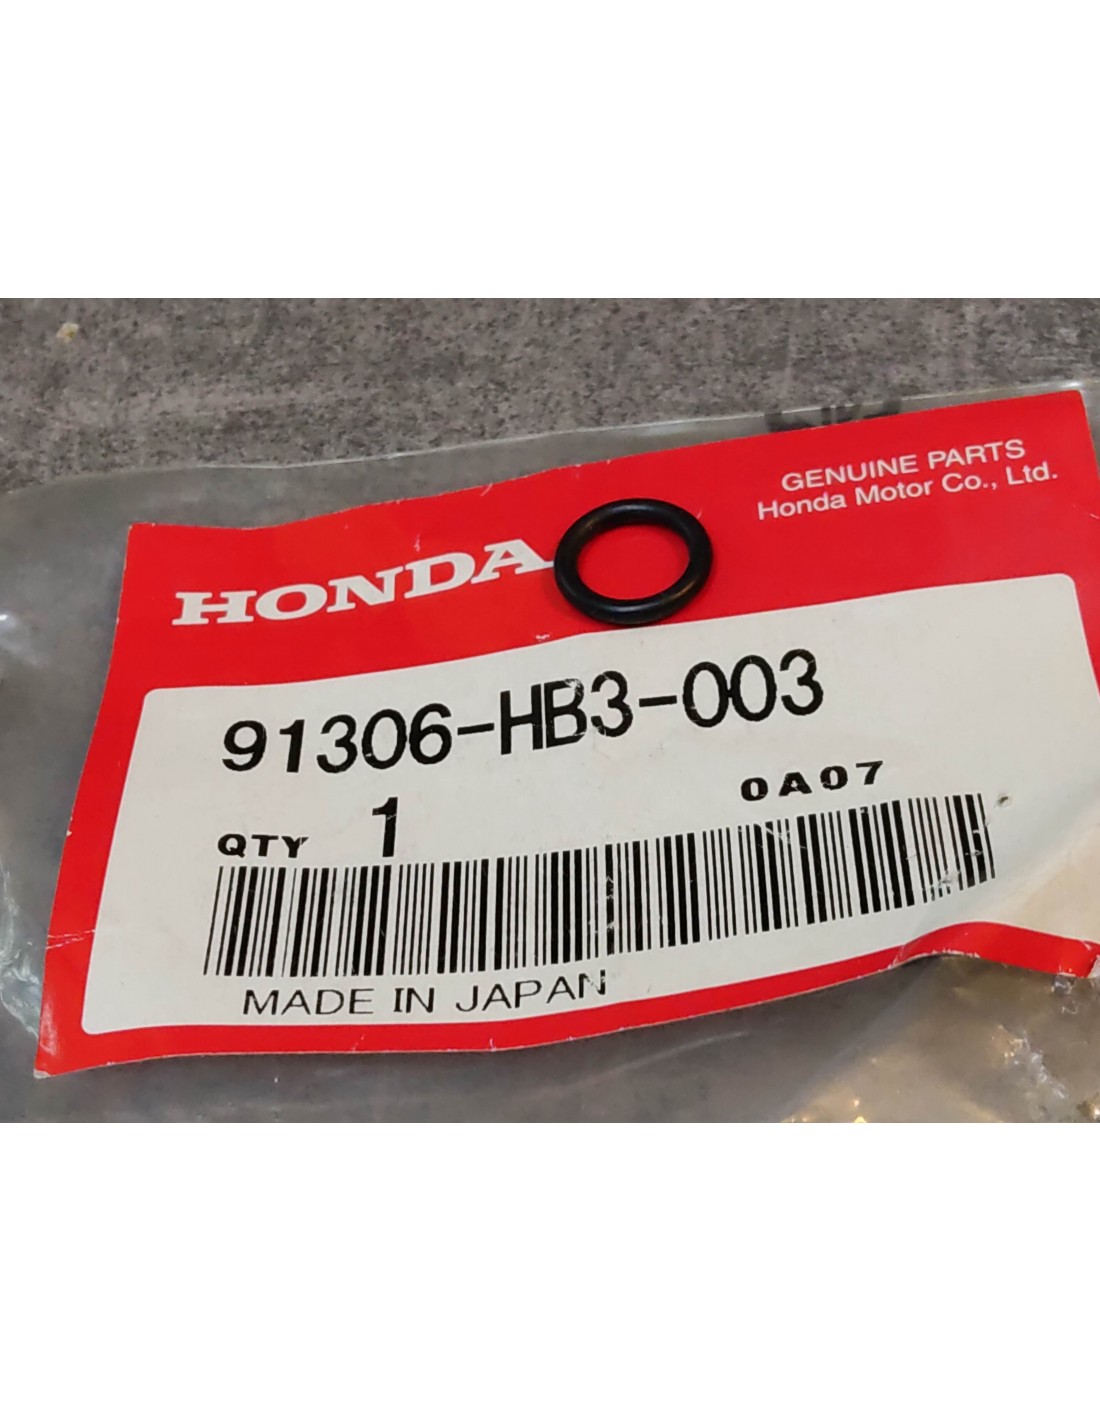 GENUINE PARTS
Honda Motor Co., Ltd.
HONDA
91306-HB3-003
0A07
QTY 1
MADE IN JAPAN